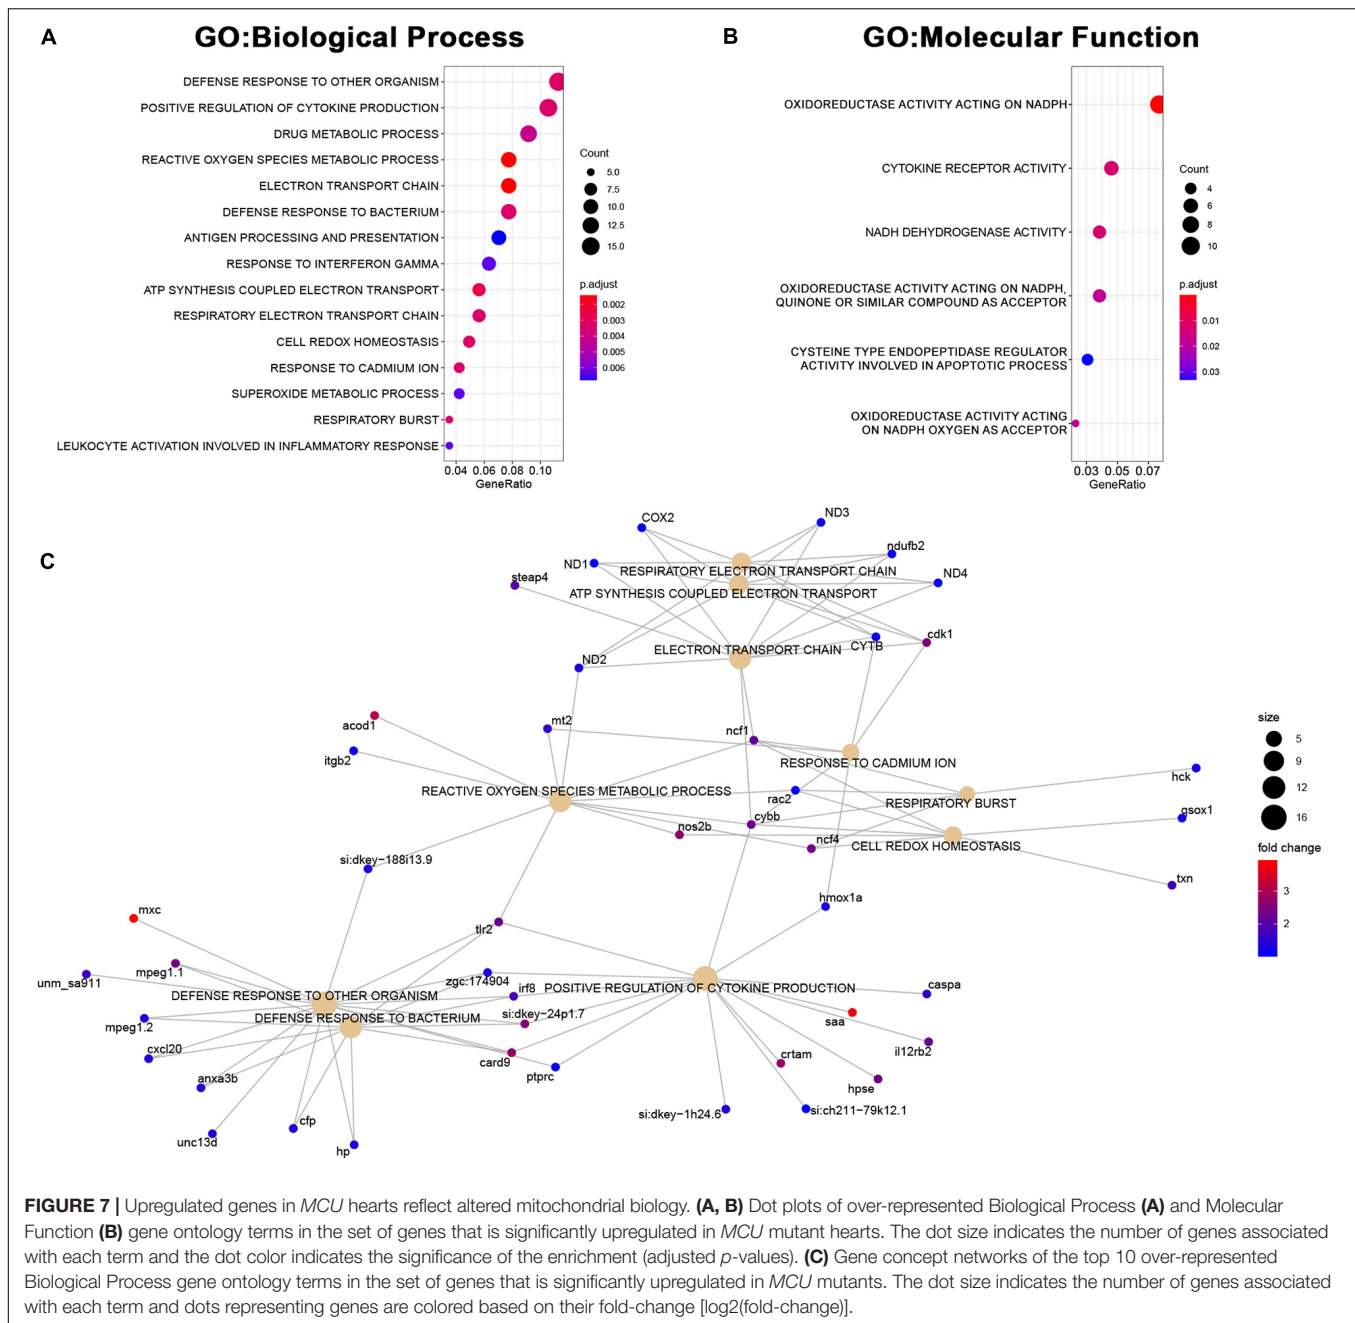 A
GO:Biological Process
DEFENSE RESPONSE TO OTHER ORGANISM
POSITIVE REGULATION OF CYTOKINE PRODUCTION
DRUG METABOLIC PROCESS
REACTIVE OXYGEN SPECIES METABOLIC PROCESS
ELECTRON TRANSPORT CHAIN
DEFENSE RESPONSE TO BACTERIUM
ANTIGEN PROCESSING AND PRESENTATION
RESPONSE TO INTERFERON GAMMA
ATP SYNTHESIS COUPLED ELECTRON TRANSPORT
RESPIRATORY ELECTRON TRANSPORT CHAIN
CELL REDOX HOMEOSTASIS
RESPONSE TO CADMIUM ION
SUPEROXIDE METABOLIC PROCESS
RESPIRATORY BURST
LEUKOCYTE ACTIVATION INVOLVED IN INFLAMMATORY RESPONSE
0.04 0.06 0.08 0.10
GeneRatio
Count
5.0
7.5
10.0
12.5
15.0
p.adjust
0.002
0.003
0.004
0.005
0.006
B
GO:Molecular Function
OXIDOREDUCTASE ACTIVITY ACTING ON NADPH
CYTOKINE RECEPTOR ACTIVITY
NADH DEHYDROGENASE ACTIVITY
OXIDOREDUCTASE ACTIVITY ACTING ON NADPH,
QUINONE OR SIMILAR COMPOUND AS ACCEPTOR
CYSTEINE TYPE ENDOPEPTIDASE REGULATOR
ACTIVITY INVOLVED IN APOPTOTIC PROCESS
OXIDOREDUCTASE ACTIVITY ACTING
ON NADPH OXYGEN AS ACCEPTOR
0.03 0.05 0.07
GeneRatio
Count
4
6
8
10
p.adjust
0.01
0.02
0.03
C
COX2
ND3
ndufb2
ND1
RESPIRATORY ELECTRON TRANSPORT CHAIN
ND4
steap4
ATP SYNTHESIS COUPLED ELECTRON TRANSPORT
cdk1
ELECTRON TRANSPORT CHAIN
CYTB
ND2
acod1
mt2
ncf1
itgb2
RESPONSE TO CADMIUM ION
hck
REACTIVE OXYGEN SPECIES METABOLIC PROCESS
rac2
RESPIRATORY BURST
qsox1
cybb
nos2b
ncf4
CELL REDOX HOMEOSTASIS
si:dkey-188i13.9
txn
hmox1a
mxc
tlr2
mpeg1.1
unm_sa911
zgc:174904
DEFENSE RESPONSE TO OTHER ORGANISM
irf8
POSITIVE REGULATION OF CYTOKINE PRODUCTION
caspa
mpeg1.2
DEFENSE RESPONSE TO BACTERIUM
si:dkey-24p1.7
saa
cxcl20
card9
il12rb2
anxa3b
ptprc
crtam
hpse
si:dkey-1h24.6
si:ch211-79k12.1
cfp
unc13d
hp
size
5
9
12
16
fold change
3
2
FIGURE 7 | Upregulated genes in MCU hearts reflect altered mitochondrial biology. (A, B) Dot plots of over-represented Biological Process (A) and Molecular
Function (B) gene ontology terms in the set of genes that is significantly upregulated in MCU mutant hearts. The dot size indicates the number of genes associated
with each term and the dot color indicates the significance of the enrichment (adjusted p-values). (C) Gene concept networks of the top 10 over-represented
Biological Process gene ontology terms in the set of genes that is significantly upregulated in MCU mutants. The dot size indicates the number of genes associated
with each term and dots representing genes are colored based on their fold-change [log2(fold-change)].